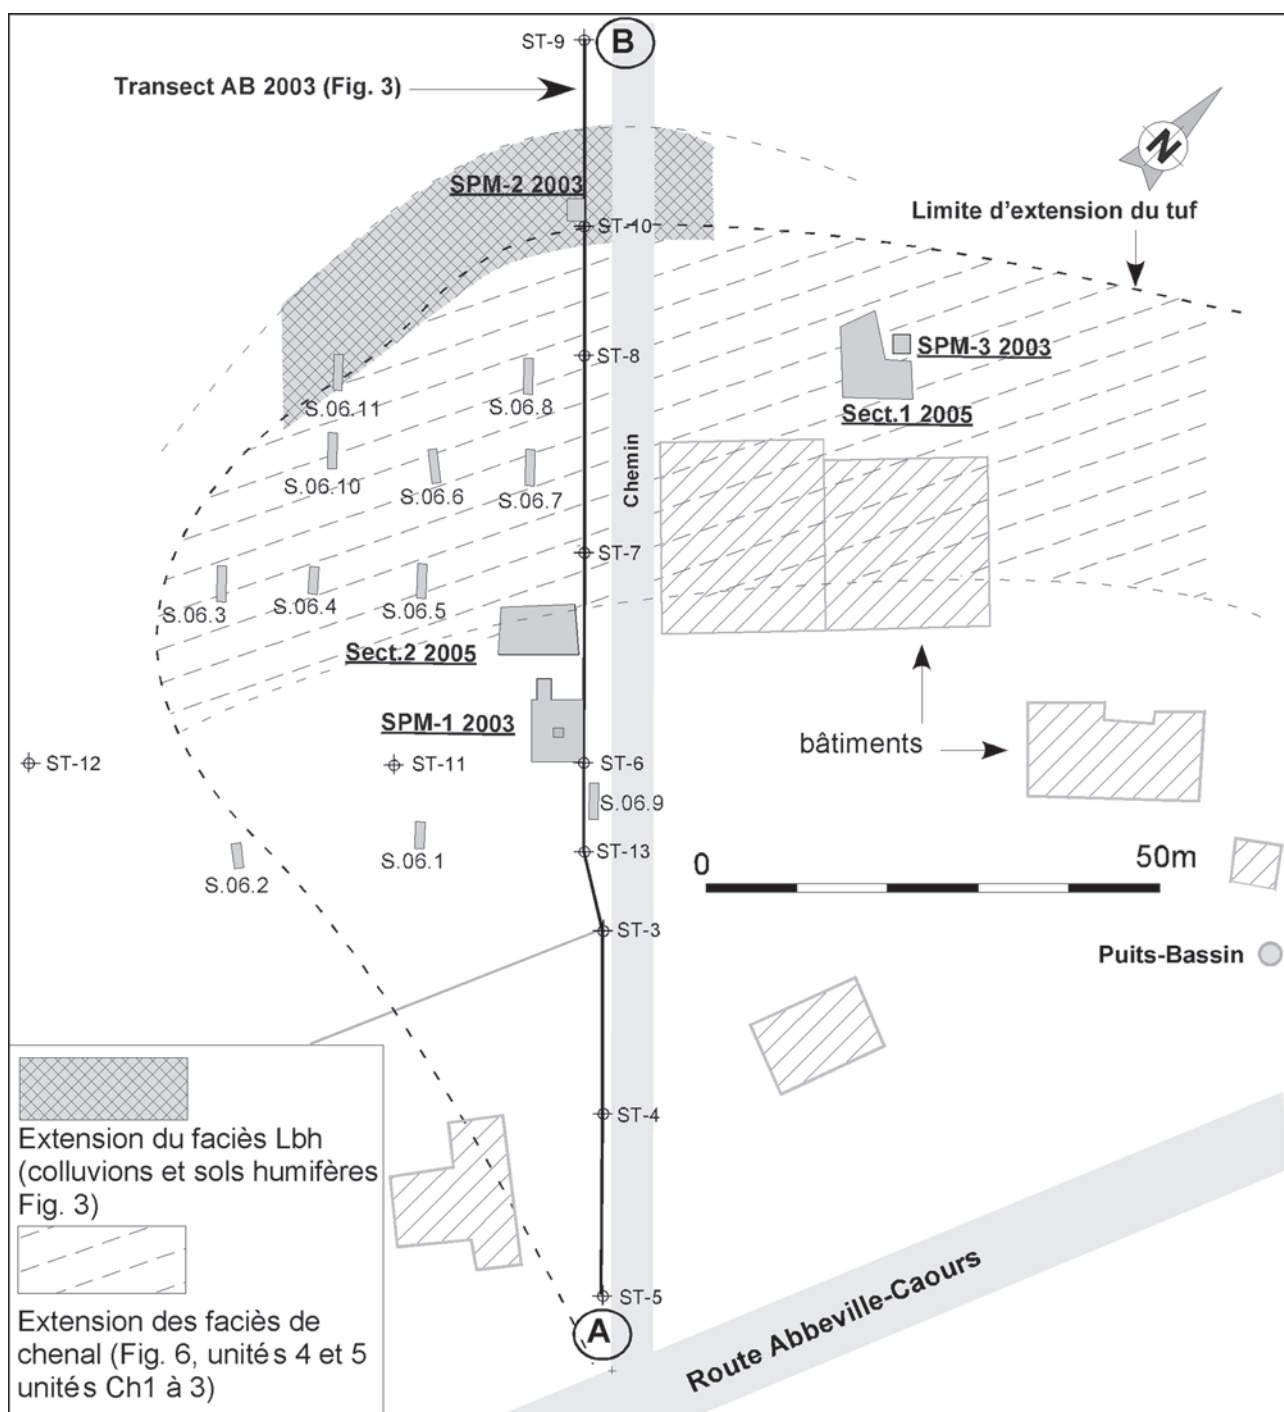 ST-9
B
Transect AB 2003 (Fig. 3)
N
SPM-2 2003
Limite d'extension du tuf
ST-10
ST-8
SPM-3 2003
S.06.11
S.06.8
Sect.1 2005
Chemin
S.06.10
S.06.6
S.06.7
ST-7
S.06.3
S.06.4
S.06.5
Sect.2 2005
SPM-1 2003
bâtiments
ST-12
ST-11
ST-6
S.06.9
S.06.1
ST-13
0
50m
S.06.2
ST-3
Puits-Bassin
ST-4
Extension du faciès Lbh
(colluvions et sols humifères
Fig. 3)
ST-5
A
Route Abbeville-Caours
Extension des faciès de
chenal (Fig. 6, unités 4 et 5
unités Ch1 à 3)